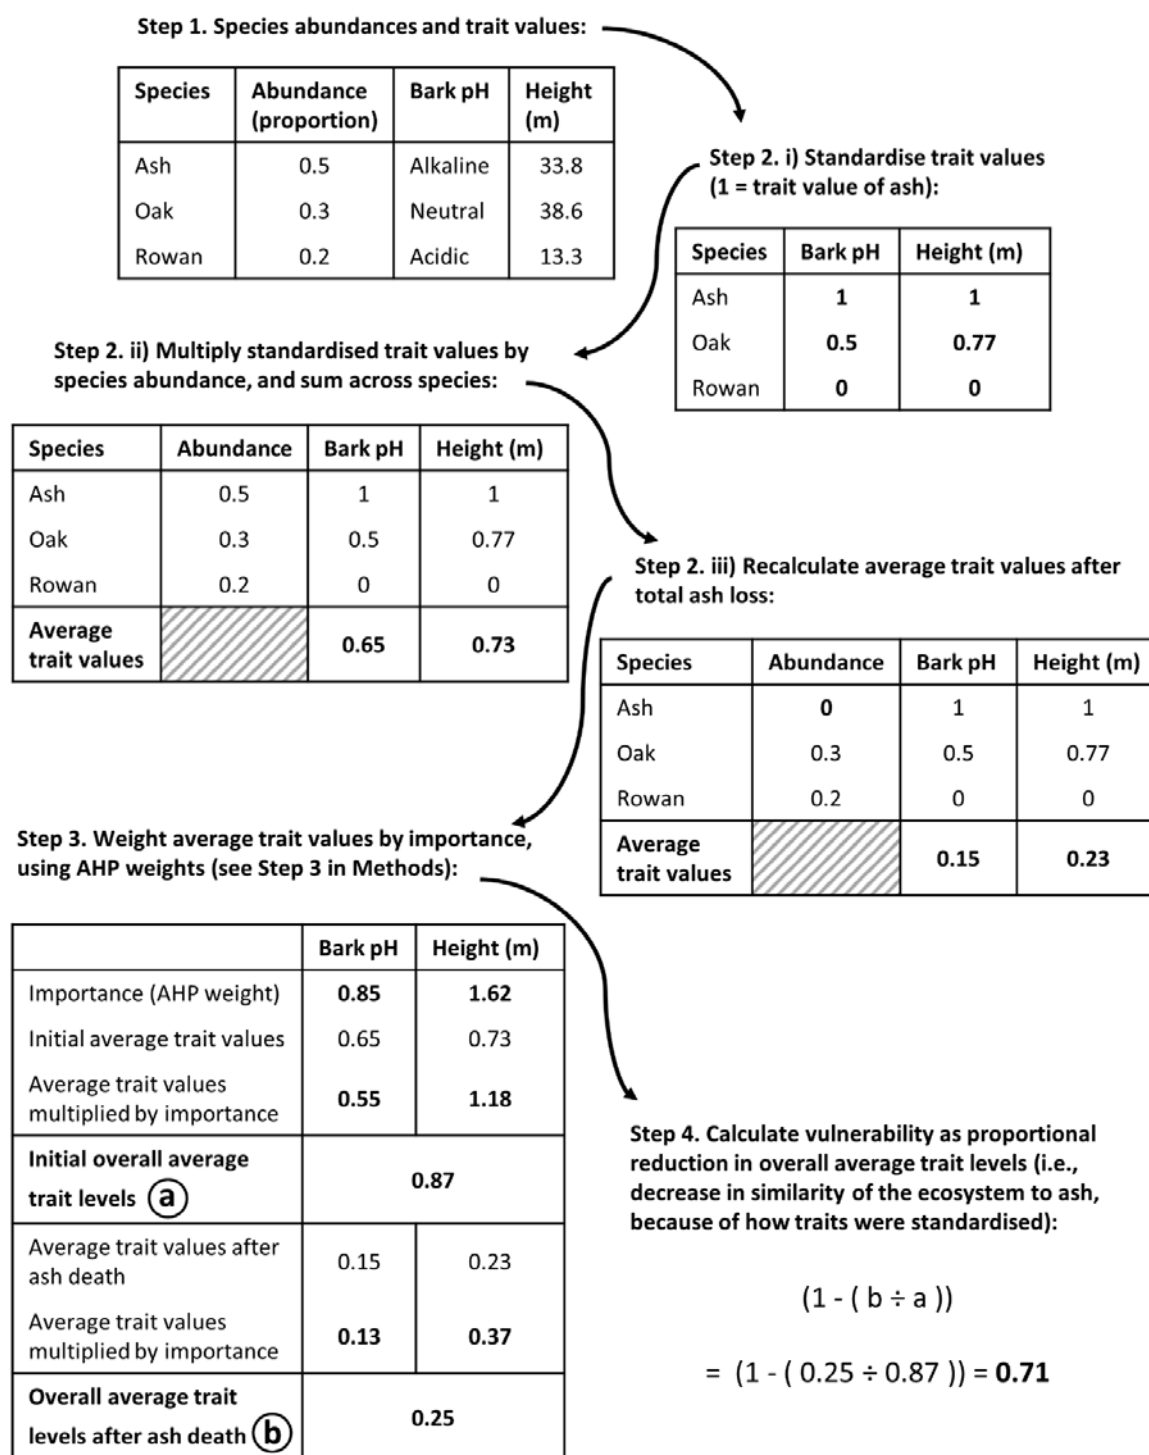 Step 1. Species abundances and trait values:
Species Abundance (proportion) Bark pH Height (m)
Ash 0.5 Alkaline 33.8
Oak 0.3 Neutral 38.6
Rowan 0.2 Acidic 13.3
Step 2. i) Standardise trait values
(1 = trait value of ash):
Species Bark pH Height (m)
Ash 1 1
Oak 0.5 0.77
Rowan 0 0
Step 2. ii) Multiply standardised trait values by
species abundance, and sum across species:
Species Abundance Bark pH Height (m)
Ash 0.5 1 1
Oak 0.3 0.5 0.77
Rowan 0.2 0 0
Average trait values 0.65 0.73
Step 2. iii) Recalculate average trait values after
total ash loss:
Species Abundance Bark pH Height (m)
Ash 0 1 1
Oak 0.3 0.5 0.77
Rowan 0.2 0 0
Average trait values 0.15 0.23
Step 3. Weight average trait values by importance,
using AHP weights (see Step 3 in Methods):
Bark pH Height (m)
Importance (AHP weight) 0.85 1.62
Initial average trait values 0.65 0.73
Average trait values
multiplied by importance 0.55 1.18
Initial overall average
trait levels a 0.87
Average trait values after
ash death 0.15 0.23
Average trait values
multiplied by importance 0.13 0.37
Overall average trait
levels after ash death b 0.25
Step 4. Calculate vulnerability as proportional
reduction in overall average trait levels (i.e.,
decrease in similarity of the ecosystem to ash,
because of how traits were standardised):
(1 - ( b ÷ a ))
= (1 - ( 0.25 ÷ 0.87 )) = 0.71